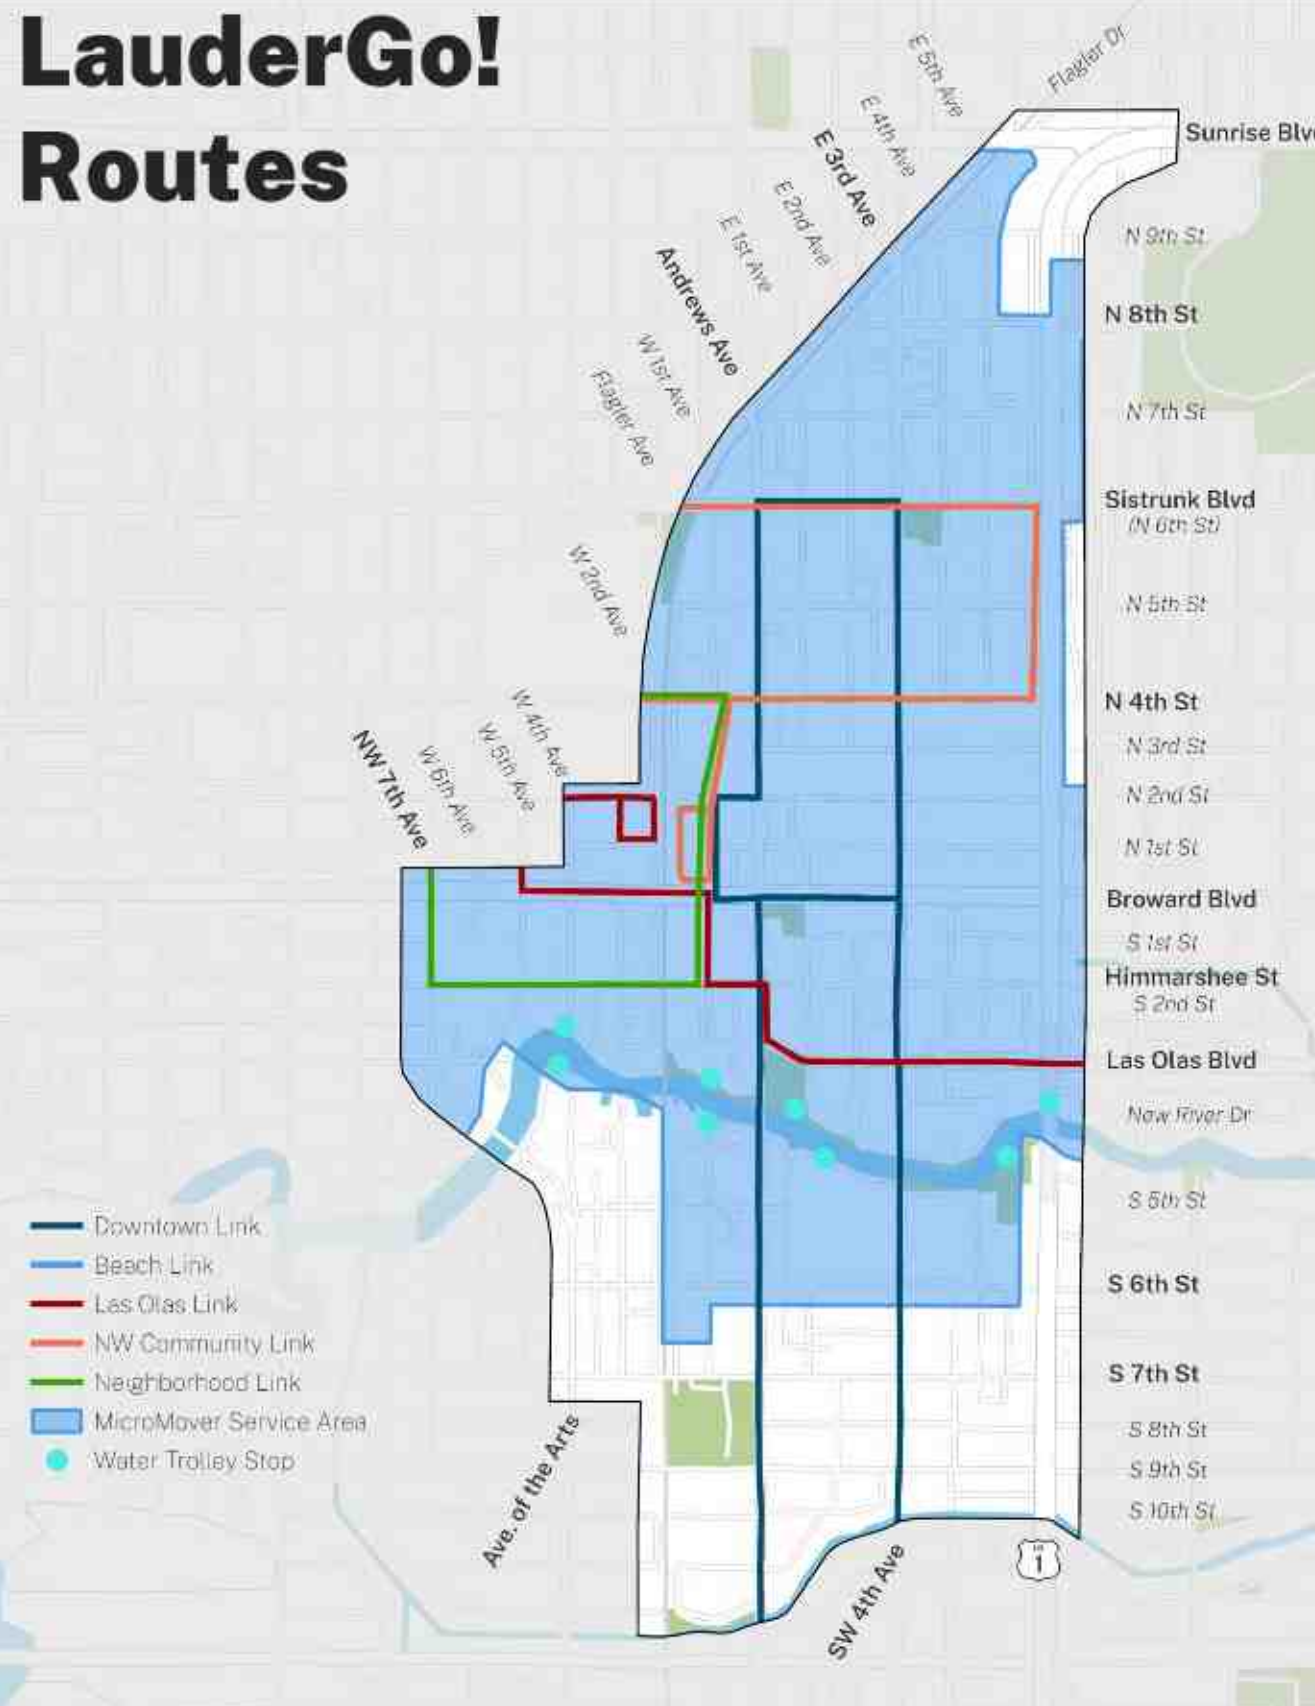 LauderGo!
Routes
Flagler Dr
E 5th Ave
E 4th Ave
E 3rd Ave
E 2nd Ave
E 1st Ave
Andrews Ave
W 1st Ave
Flagler Ave
W 2nd Ave
W 4th Ave
W 5th Ave
W 6th Ave
NW 7th Ave
Sunrise Blv
N 9th St
N 8th St
N 7th St
Sistrunk Blvd
(N 6th St)
N 5th St
N 4th St
N 3rd St
N 2nd St
N 1st St
Broward Blvd
S 1st St
Himmarshee St
S 2nd St
Las Olas Blvd
New River Dr
S 5th St
S 6th St
S 7th St
S 8th St
S 9th St
S 10th St
Downtown Link
Beach Link
Las Olas Link
NW Community Link
Neighborhood Link
MicroMover Service Area
Water Trolley Stop
Ave. of the Arts
SW 4th Ave
1